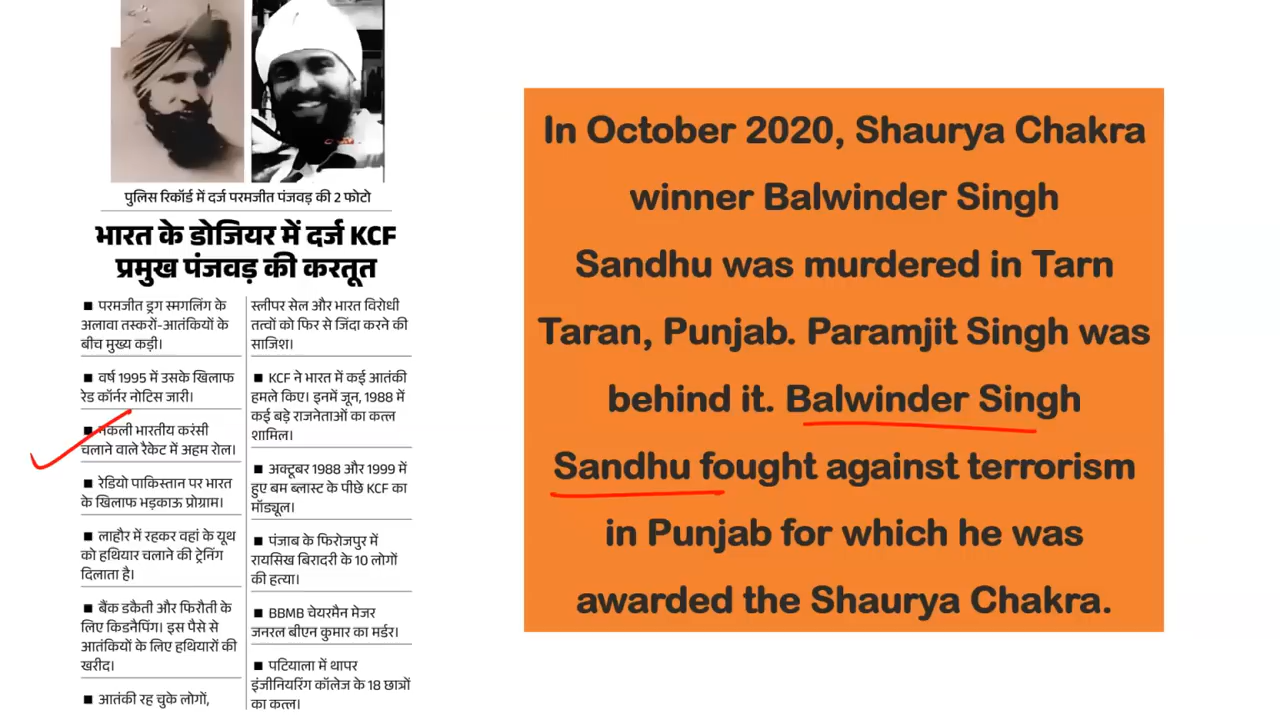 पुलिस रिकॉर्ड में दर्ज परमजीत पंजवड़ की 2 फोटो
भारत के डोजियर में दर्ज KCF
प्रमुख पंजवड़ की करतूत
■ परमजीत ड्रग स्मगलिंग के
अलावा तस्करों-आतंकियों के
बीच मुख्य कड़ी।
■ वर्ष 1995 में उसके खिलाफ
रेड कॉर्नर नोटिस जारी।
■ नकली भारतीय करंसी
चलाने वाले रैकेट में अहम रोल।
■ रेडियो पाकिस्तान पर भारत
के खिलाफ भड़काऊ प्रोग्राम।
■ लाहौर में रहकर वहां के यूथ
को हथियार चलाने की ट्रेनिंग
दिलाता है।
■ बैंक डकैती और फिरौती के
लिए किडनैपिंग। इस पैसे से
आतंकियों के लिए हथियारों की
खरीद।
■ आतंकी रह चुके लोगों,
स्लीपर सेल और भारत विरोधी
तत्वों को फिर से जिंदा करने की
साजिश।
■ KCF ने भारत में कई आतंकी
हमले किए। इनमें जून, 1988 में
कई बड़े राजनेताओं का कत्ल
शामिल।
■ अक्टूबर 1988 और 1999 में
हुए बम ब्लास्ट के पीछे KCF का
मॉड्यूल।
■ पंजाब के फिरोजपुर में
रायसिख बिरादरी के 10 लोगों
की हत्या।
■ BBMB चेयरमैन मेजर
जनरल बीएन कुमार का मर्डर।
■ पटियाला में थापर
इंजीनियरिंग कॉलेज के 18 छात्रों
का कत्ल।
In October 2020, Shaurya Chakra
winner Balwinder Singh
Sandhu was murdered in Tarn
Taran, Punjab. Paramjit Singh was
behind it. Balwinder Singh
Sandhu fought against terrorism
in Punjab for which he was
awarded the Shaurya Chakra.